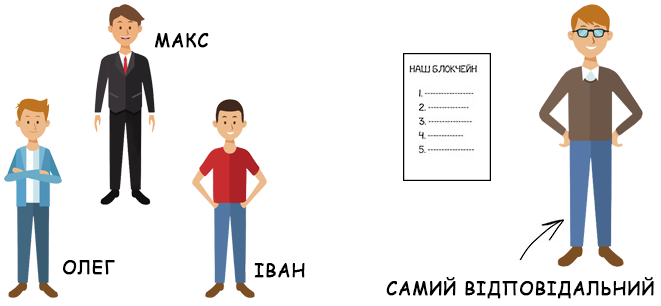 МАКС
ОЛЕГ
ІВАН
НАШ БЛОКЧЕЙН
1.
2.
3.
4.
5.
САМИЙ ВІДПОВІДАЛЬНИЙ